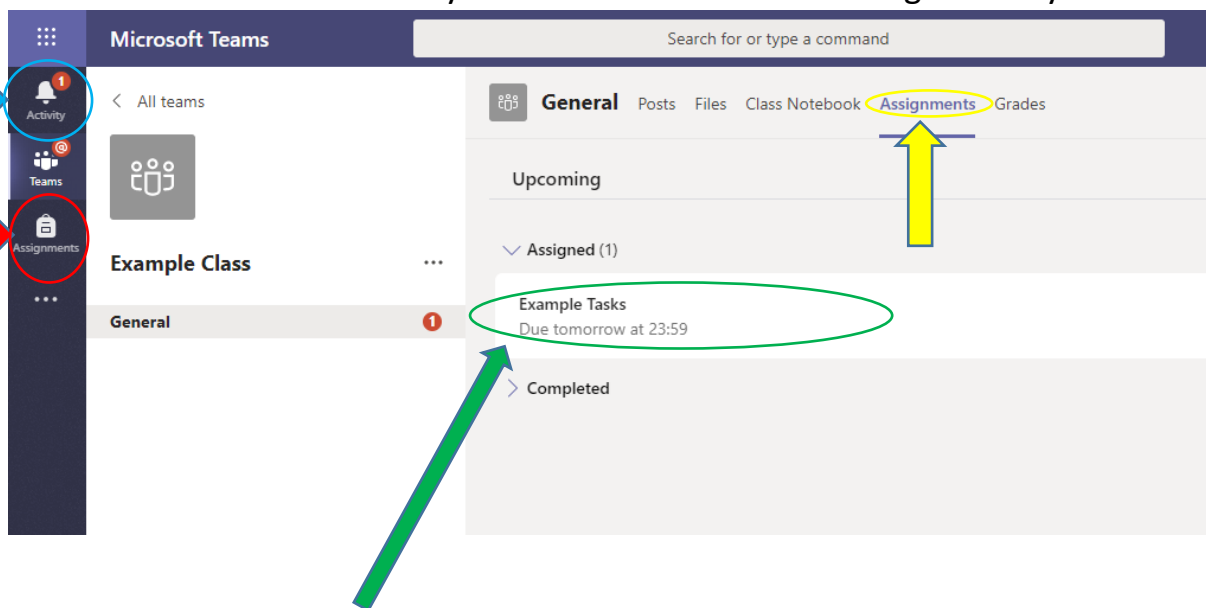 Microsoft Teams
Search for or type a command
1
Activity
@
Teams
Assignments
All teams
Example Class
General
1
General Posts Files Class Notebook Assignments Grades
Upcoming
Assigned (1)
Example Tasks
Due tomorrow at 23:59
Completed